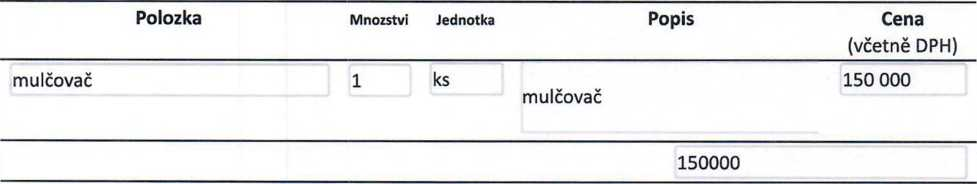 Polozka Mnozstvi Jednotka Popis Cena
(včetně DPH)
mulčovač 1 ks mulčovač 150 000
150000